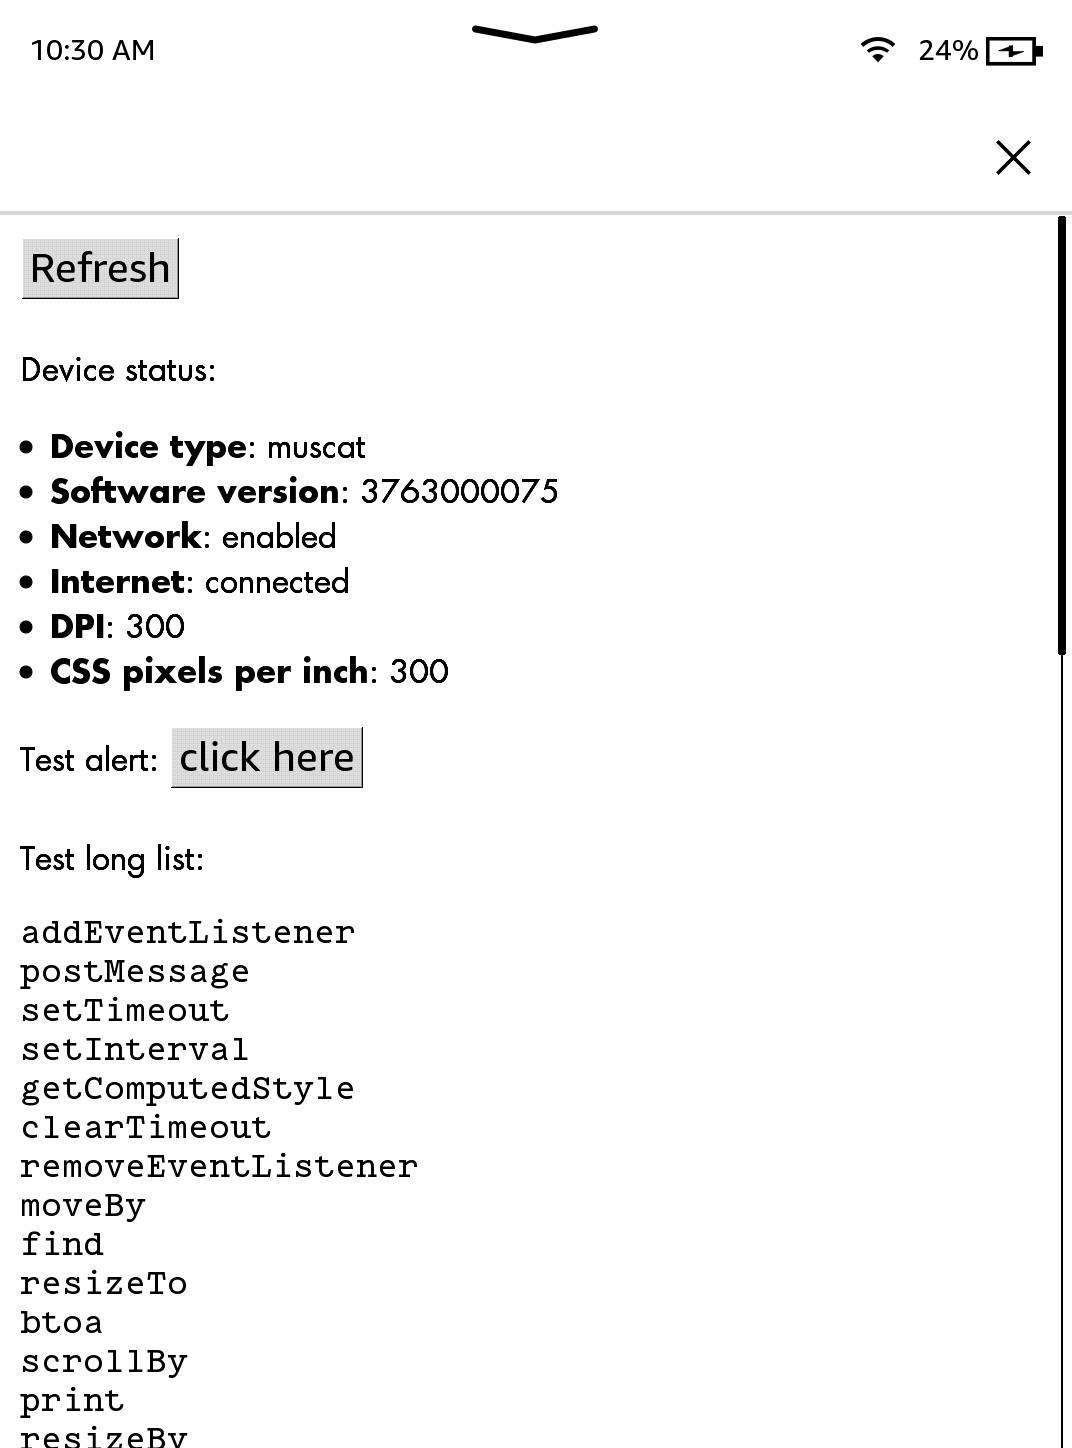 10:30 AM
24%
Refresh
Device status:
• Device type: muscat
• Software version: 3763000075
• Network: enabled
• Internet: connected
• DPI: 300
• CSS pixels per inch: 300
Test alert: click here
Test long list:
addEventListener
postMessage
setTimeout
setInterval
getComputedStyle
clearTimeout
removeEventListener
moveBy
find
resizeTo
btoa
scrollBy
print
resizeBy